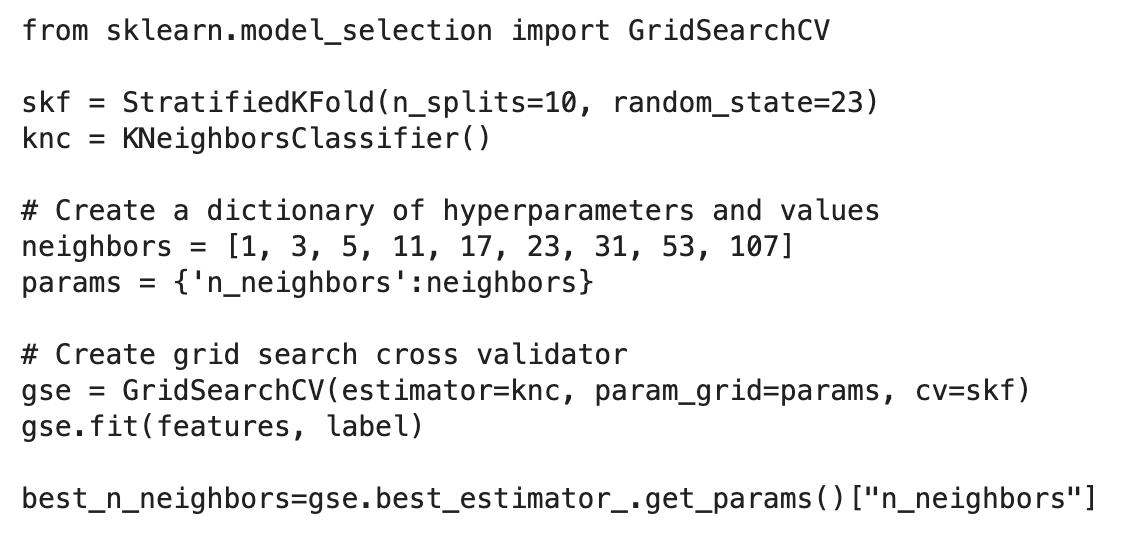 from sklearn.model_selection import GridSearchCV
skf = StratifiedKFold(n_splits=10, random_state=23)
knc = KNeighborsClassifier()
# Create a dictionary of hyperparameters and values
neighbors = [1, 3, 5, 11, 17, 23, 31, 53, 107]
params = {'n_neighbors':neighbors}
# Create grid search cross validator
gse = GridSearchCV(estimator=knc, param_grid=params, cv=skf)
gse.fit(features, label)
best_n_neighbors=gse.best_estimator_.get_params()["n_neighbors"]